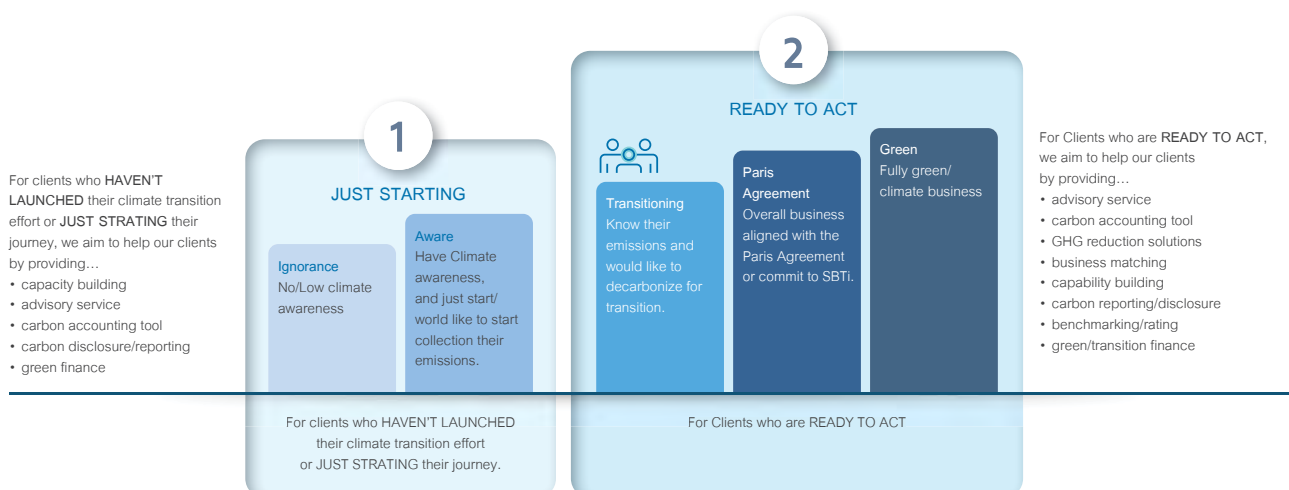 For clients who HAVEN'T
LAUNCHED their climate transition
effort or JUST STRATING their
journey, we aim to help our clients
by providing…
• capacity building
• advisory service
• carbon accounting tool
• carbon disclosure/reporting
• green finance
1
JUST STARTING
Ignorance
No/Low climate
awareness
Aware
Have Climate
awareness,
and just start/
world like to start
collection their
emissions.
For clients who HAVEN'T LAUNCHED
their climate transition effort
or JUST STRATING their journey.
2
READY TO ACT
Transitioning
Know their
emissions and
would like to
decarbonize for
transition.
Paris
Agreement
Overall business
aligned with the
Paris Agreement
or commit to SBTi.
Green
Fully green/
climate business
For Clients who are READY TO ACT
For Clients who are READY TO ACT,
we aim to help our clients
by providing…
• advisory service
• carbon accounting tool
• GHG reduction solutions
• business matching
• capability building
• carbon reporting/disclosure
• benchmarking/rating
• green/transition finance